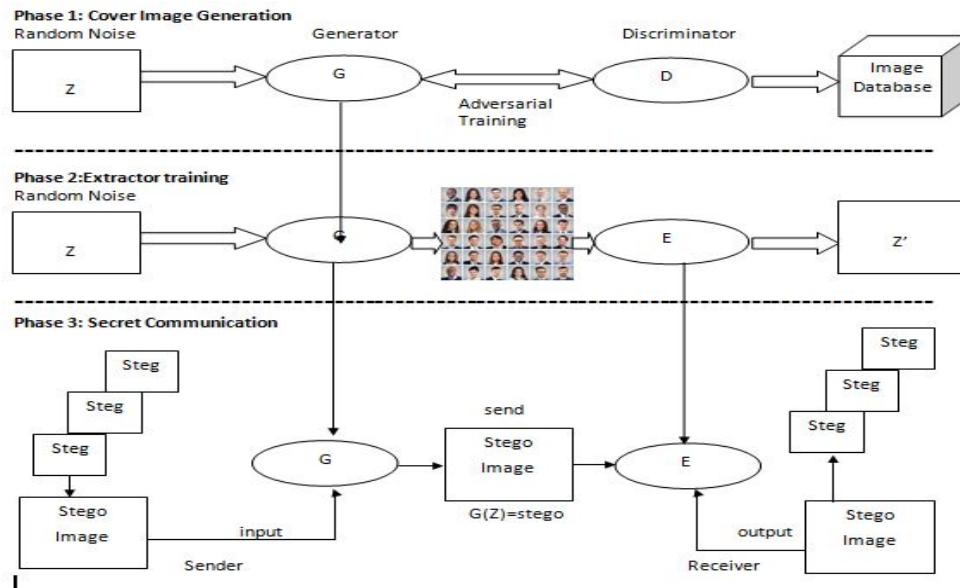 Phase 1: Cover Image Generation
Random Noise
Generator
Discriminator
Z
G
D
Image
Database
Adversarial
Training
Phase 2:Extractor training
Random Noise
Z
G
E
Z'
Phase 3: Secret Communication
Steg
Steg
Steg
Steg
Steg
Steg
send
G
Stego
Image
E
Stego
Image
input
G(Z)=stego
output
Stego
Image
Sender
Receiver